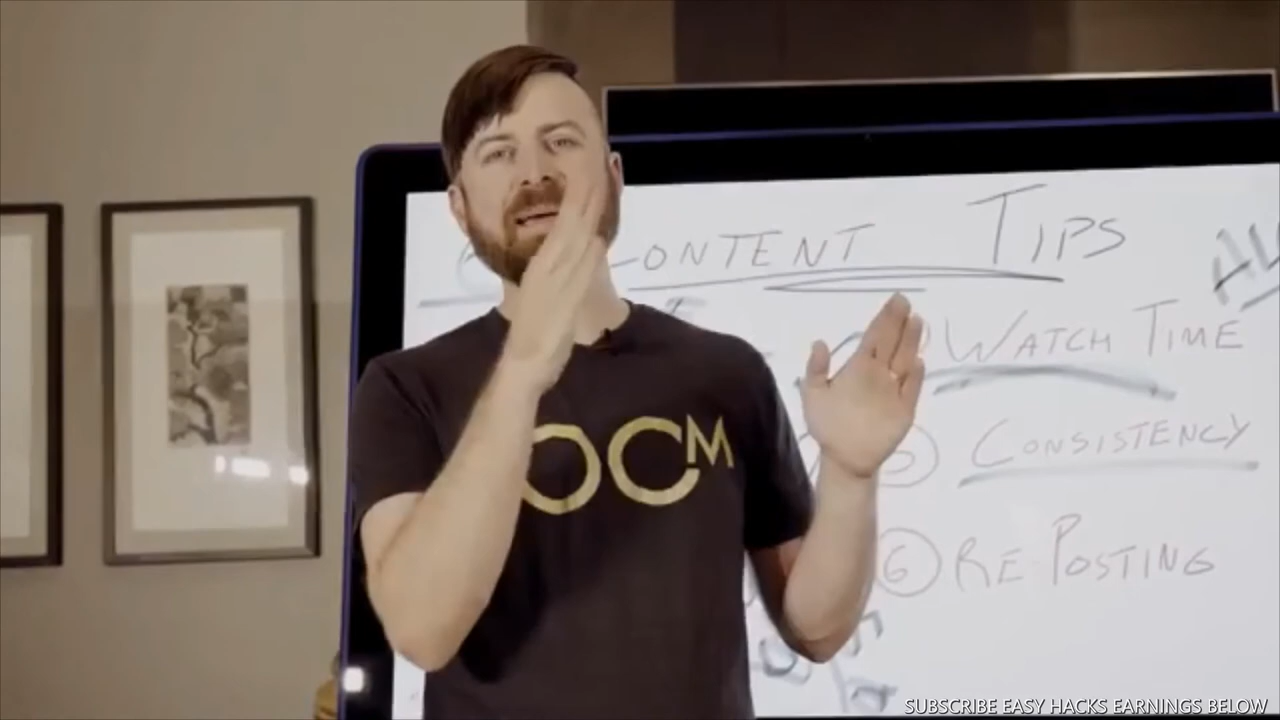 CONTENT TIPS
WATCH TIME
CONSISTENCY
6 RE-POSTING
OCM
SUBSCRIBE EASY HACKS EARNINGS BELOW